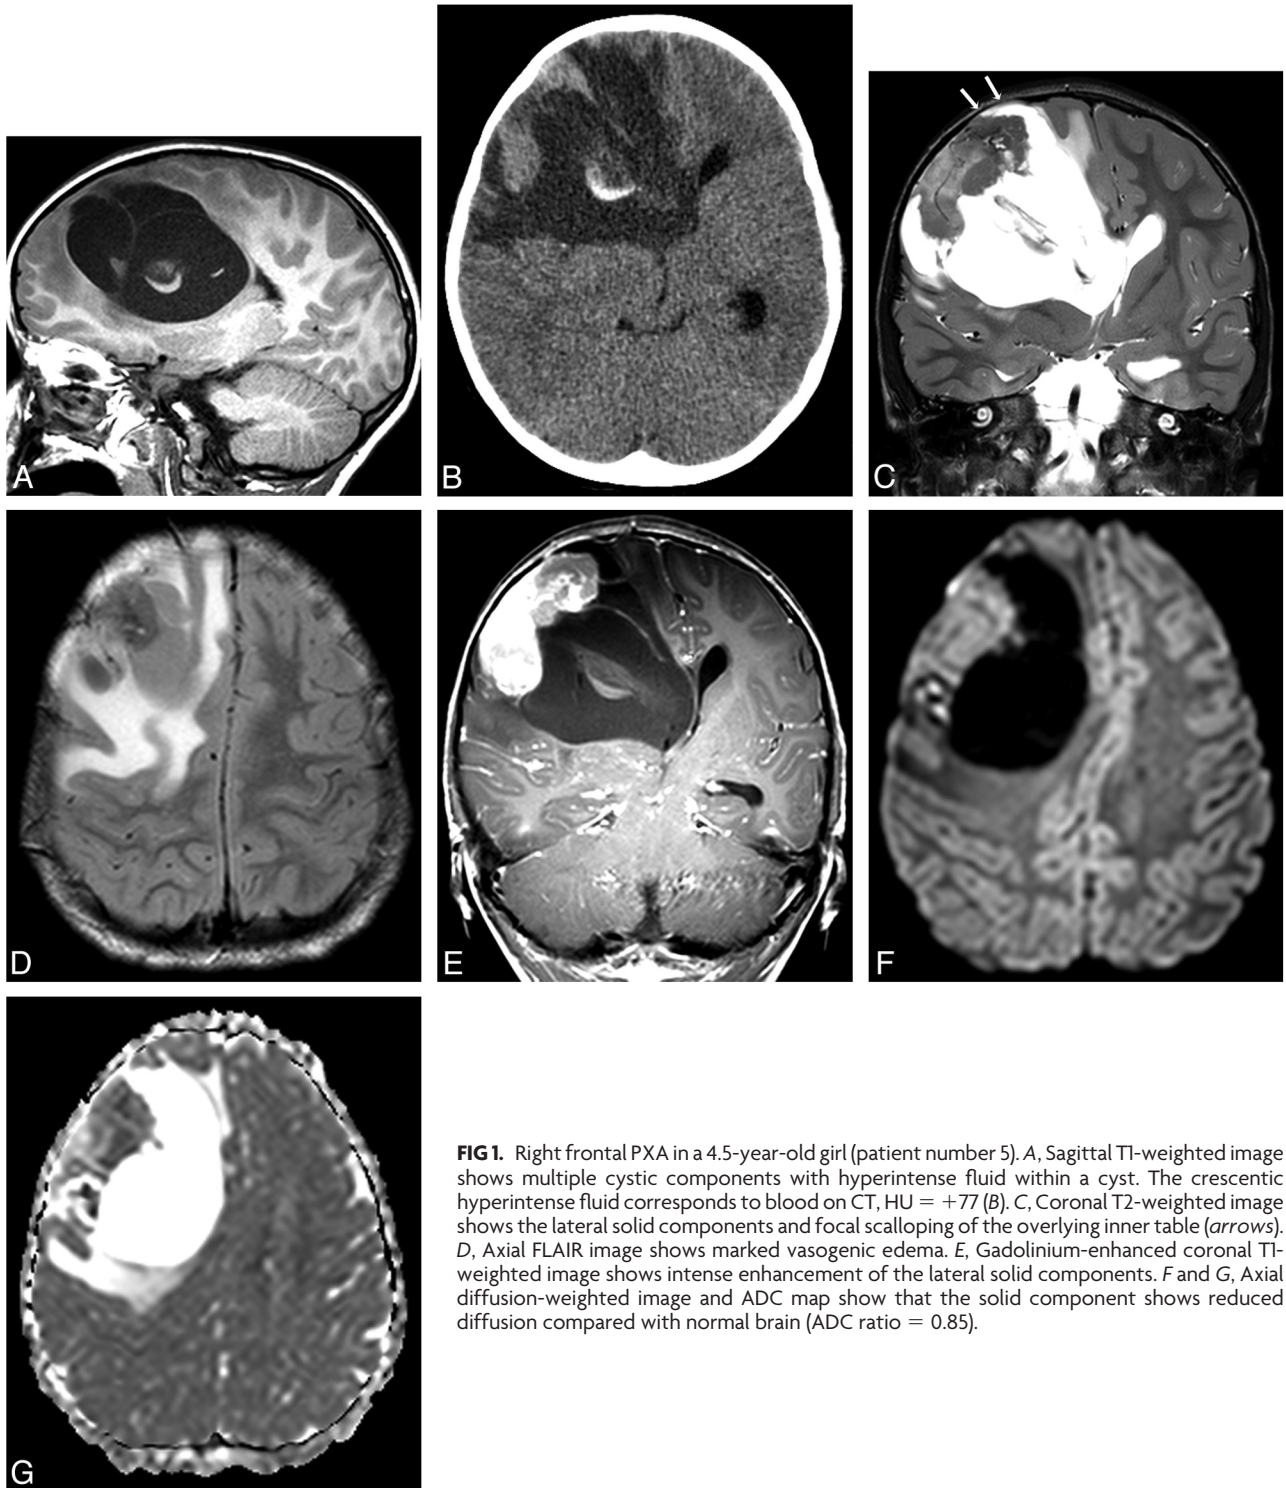 A
B
C
D
E
F
G
FIG 1. Right frontal PXA in a 4.5-year-old girl (patient number 5). A, Sagittal T1-weighted image
shows multiple cystic components with hyperintense fluid within a cyst. The crescentic
hyperintense fluid corresponds to blood on CT, HU = +77 (B). C, Coronal T2-weighted image
shows the lateral solid components and focal scalloping of the overlying inner table (arrows).
D, Axial FLAIR image shows marked vasogenic edema. E, Gadolinium-enhanced coronal T1-
weighted image shows intense enhancement of the lateral solid components. F and G, Axial
diffusion-weighted image and ADC map show that the solid component shows reduced
diffusion compared with normal brain (ADC ratio = 0.85).